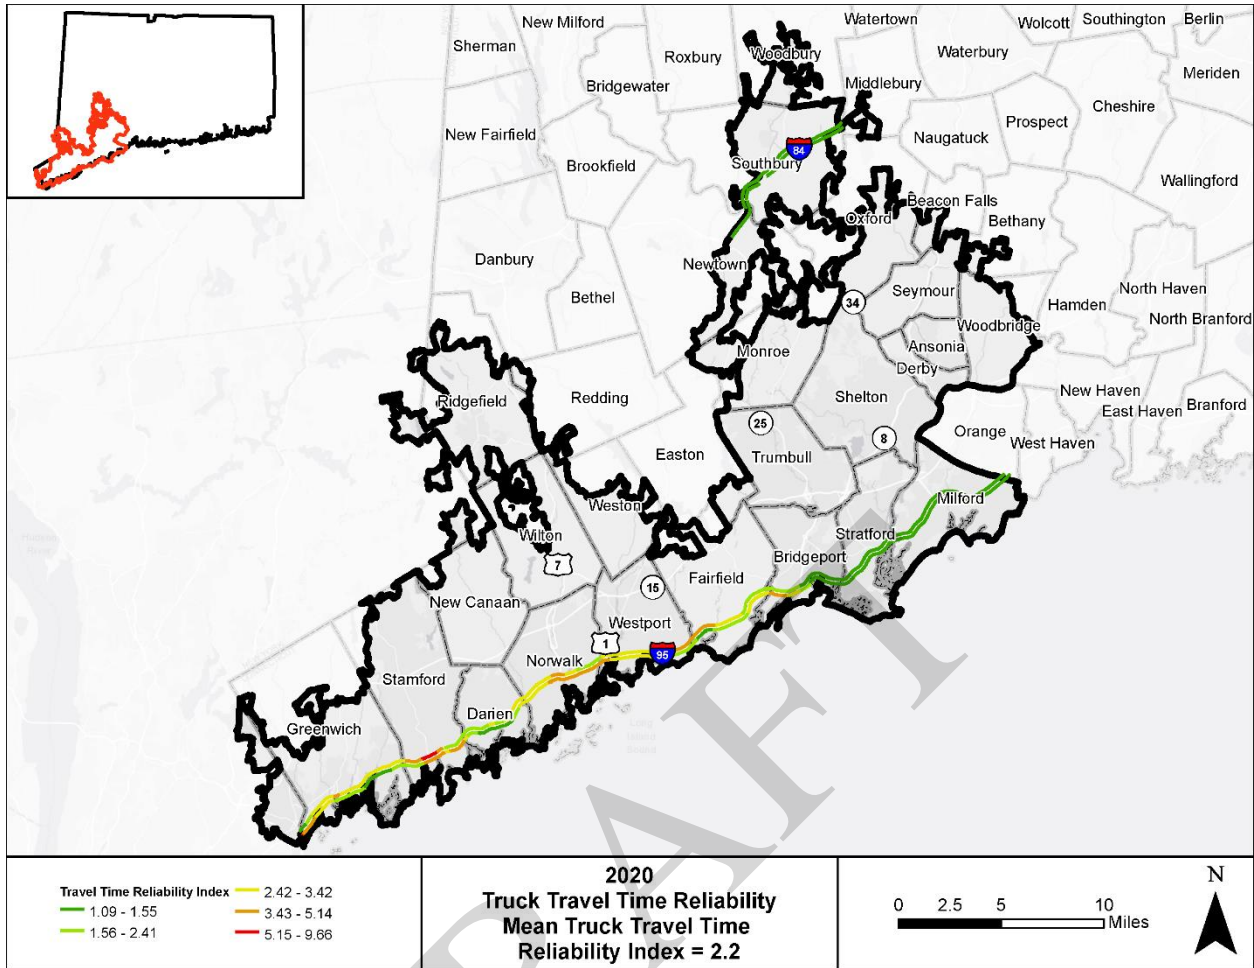 New Milford
Watertown
Wolcott
Southington
Berlin
Sherman
Roxbury
Woodbury
Waterbury
Bridgewater
Middlebury
Meriden
Cheshire
New Fairfield
Prospect
Naugatuck
Brookfield
84
Southbury
Wallingford
Beacon Falls
Oxford
Bethany
Danbury
Newtown
Bethel
Seymour
North Haven
34
Hamden
North Branford
Woodbridge
Ansonia
Monroe
Derby
New Haven
Shelton
Ridgefield
Redding
Branford
East Haven
25
8
Orange
West Haven
Easton
Trumbull
Milford
Weston
Wilton
Stratford
Bridgeport
7
Fairfield
15
New Canaan
Westport
1
95
Norwalk
Stamford
Darien
Greenwich
Long
Island
Sound
DRAFT
Travel Time Reliability Index
1.09 - 1.55
1.56 - 2.41
2.42 - 3.42
3.43 - 5.14
5.15 - 9.66
2020
Truck Travel Time Reliability
Mean Truck Travel Time
Reliability Index = 2.2
0 2.5 5 10
Miles
N